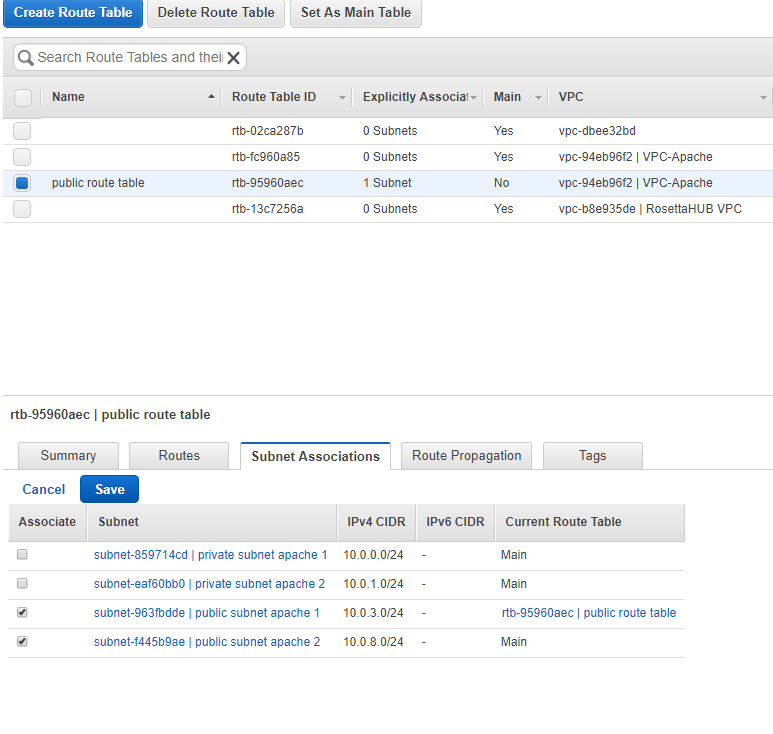 Create Route Table Delete Route Table Set As Main Table
Search Route Tables and thei
Name Route Table ID Explicitly Associat Main VPC
rtb-02ca287b 0 Subnets Yes vpc-dbee32bd
rtb-fc960a85 0 Subnets Yes vpc-94eb96f2 | VPC-Apache
public route table rtb-95960aec 1 Subnet No vpc-94eb96f2 | VPC-Apache
rtb-13c7256a 0 Subnets Yes vpc-b8e935de | RosettaHUB VPC
rtb-95960aec | public route table
Summary Routes Subnet Associations Route Propagation Tags
Cancel Save
Associate Subnet IPv4 CIDR IPv6 CIDR Current Route Table
subnet-859714cd | private subnet apache 1 10.0.0.0/24 - Main
subnet-eaf60bb0 | private subnet apache 2 10.0.1.0/24 - Main
subnet-963fbdde | public subnet apache 1 10.0.3.0/24 - rtb-95960aec | public route table
subnet-f445b9ae | public subnet apache 2 10.0.8.0/24 - Main